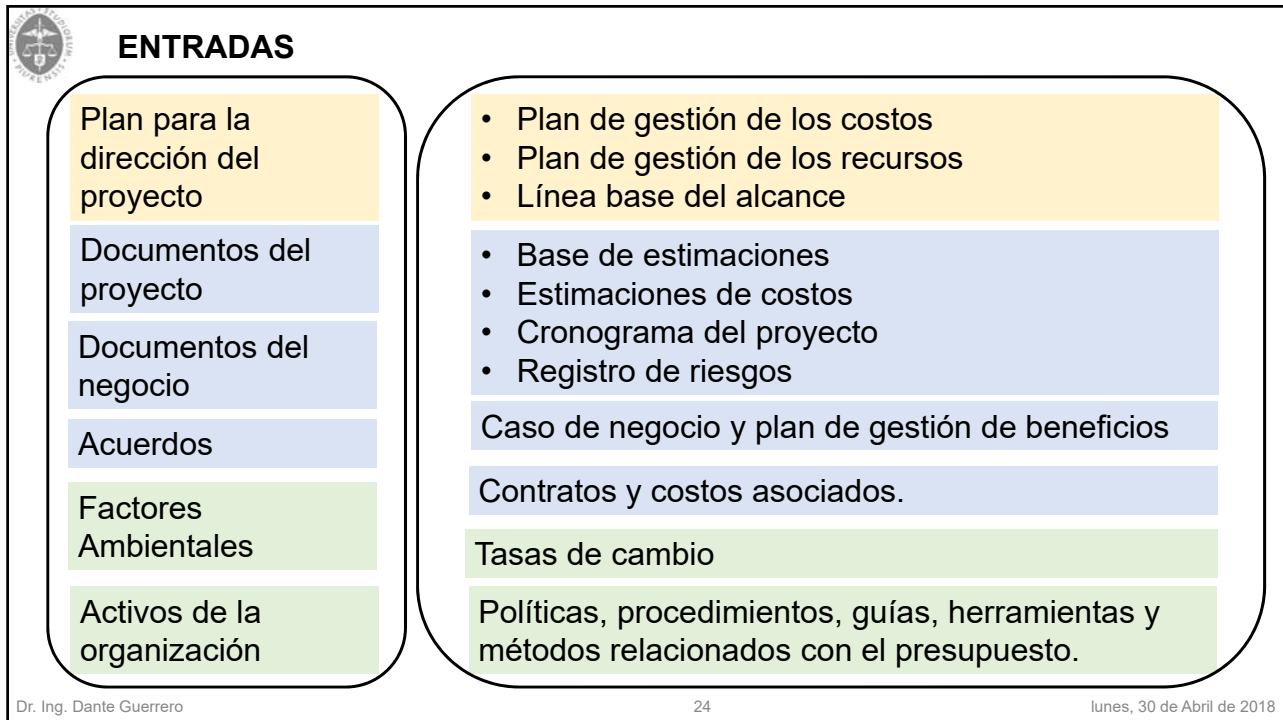 ENTRADAS
Plan para la
dirección del
proyecto
Documentos del
proyecto
Documentos del
negocio
Acuerdos
Factores
Ambientales
Activos de la
organización
• Plan de gestión de los costos
• Plan de gestión de los recursos
• Línea base del alcance
• Base de estimaciones
• Estimaciones de costos
• Cronograma del proyecto
• Registro de riesgos
Caso de negocio y plan de gestión de beneficios
Contratos y costos asociados.
Tasas de cambio
Políticas, procedimientos, guías, herramientas y
métodos relacionados con el presupuesto.
Dr. Ing. Dante Guerrero
24
lunes, 30 de Abril de 2018